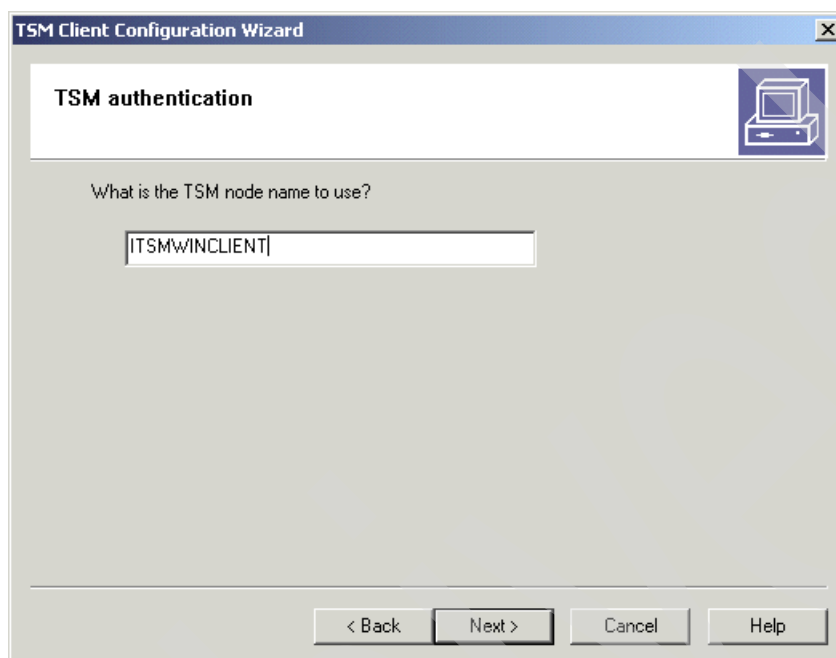 TSM Client Configuration Wizard
TSM authentication
What is the TSM node name to use?
ITSMWINCLIENT
< Back Next > Cancel Help